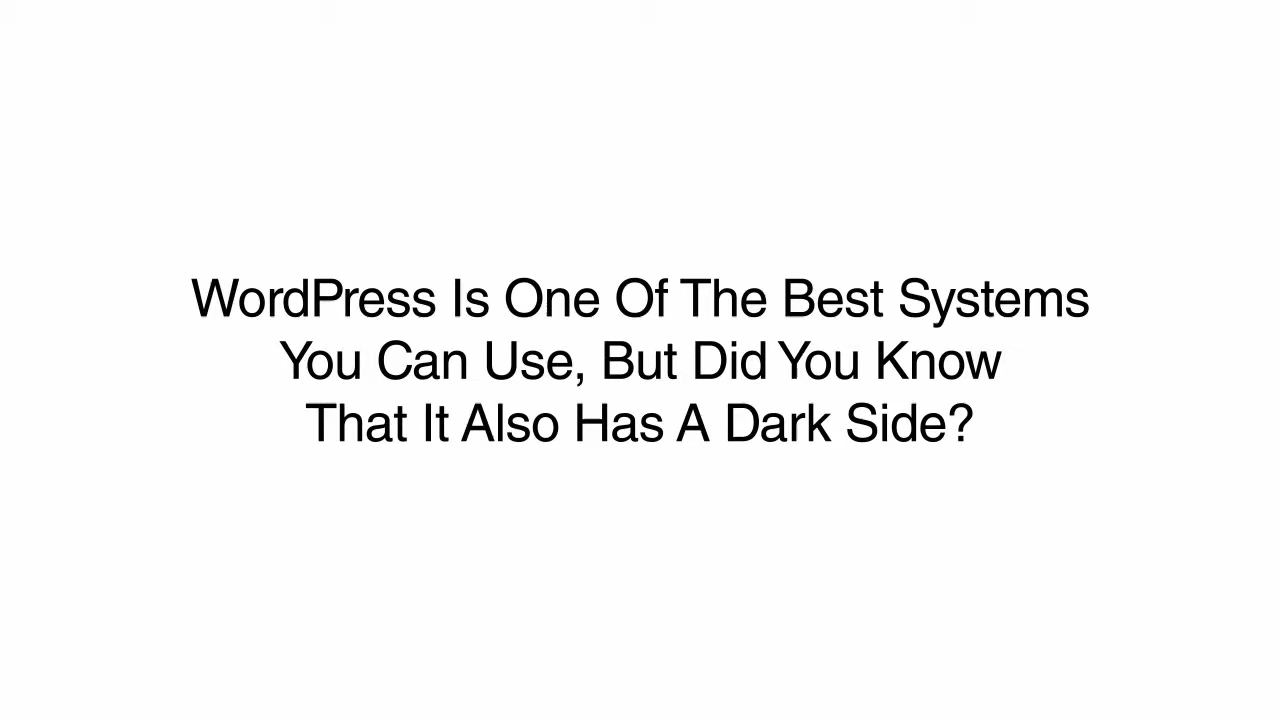 WordPress Is One Of The Best Systems
You Can Use, But Did You Know
That It Also Has A Dark Side?